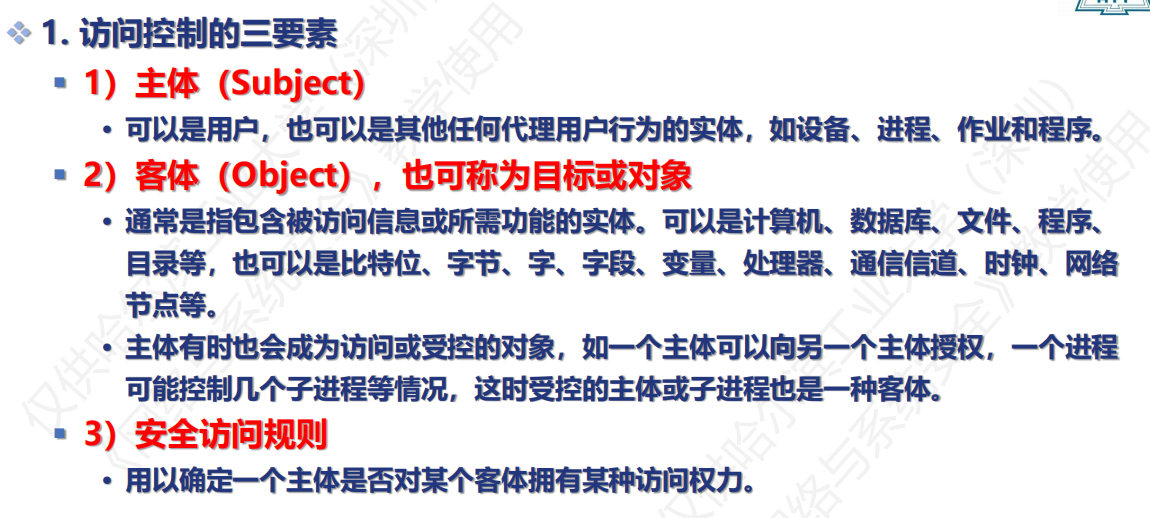 1. 访问控制的三要素
1）主体（Subject）
• 可以是用户，也可以是其他任何代理用户行为的实体，如设备、进程、作业和程序。
2）客体（Object），也可称为目标或对象
• 通常是指包含被访问信息或所需功能的实体。可以是计算机、数据库、文件、程序、
目录等，也可以是比特位、字节、字、字段、变量、处理器、通信信道、时钟、网络
节点等。
• 主体有时也会成为访问或受控的对象，如一个主体可以向另一个主体授权，一个进程
可能控制几个子进程等情况，这时受控的主体或子进程也是一种客体。
3）安全访问规则
• 用以确定一个主体是否对某个客体拥有某种访问权力。